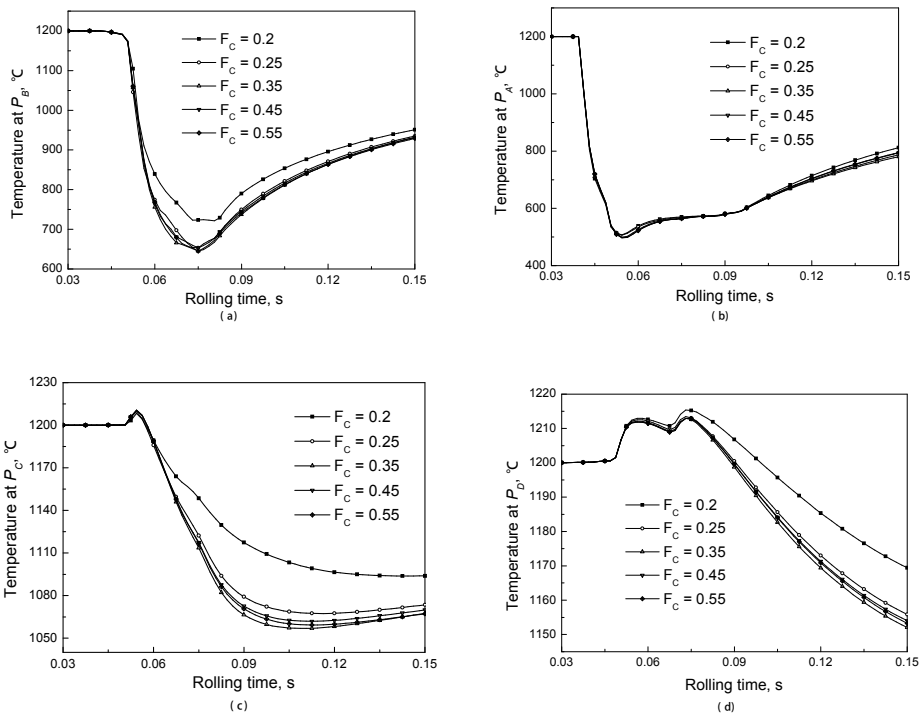 1200
1100
1000
900
800
700
600
Temperature at P_B, °C
F_C = 0.2
F_C = 0.25
F_C = 0.35
F_C = 0.45
F_C = 0.55
0.03 0.06 0.09 0.12 0.15
Rolling time, s
(a)
1200
1000
800
600
400
Temperature at P_A, °C
F_C = 0.2
F_C = 0.25
F_C = 0.35
F_C = 0.45
F_C = 0.55
0.03 0.06 0.09 0.12 0.15
Rolling time, s
(b)
1230
1200
1170
1140
1110
1080
1050
Temperature at P_C, °C
F_C = 0.2
F_C = 0.25
F_C = 0.35
F_C = 0.45
F_C = 0.55
0.03 0.06 0.09 0.12 0.15
Rolling time, s
(c)
1220
1210
1200
1190
1180
1170
1160
1150
Temperature at P_D, °C
F_C = 0.2
F_C = 0.25
F_C = 0.35
F_C = 0.45
F_C = 0.55
0.03 0.06 0.09 0.12 0.15
Rolling time, s
(d)